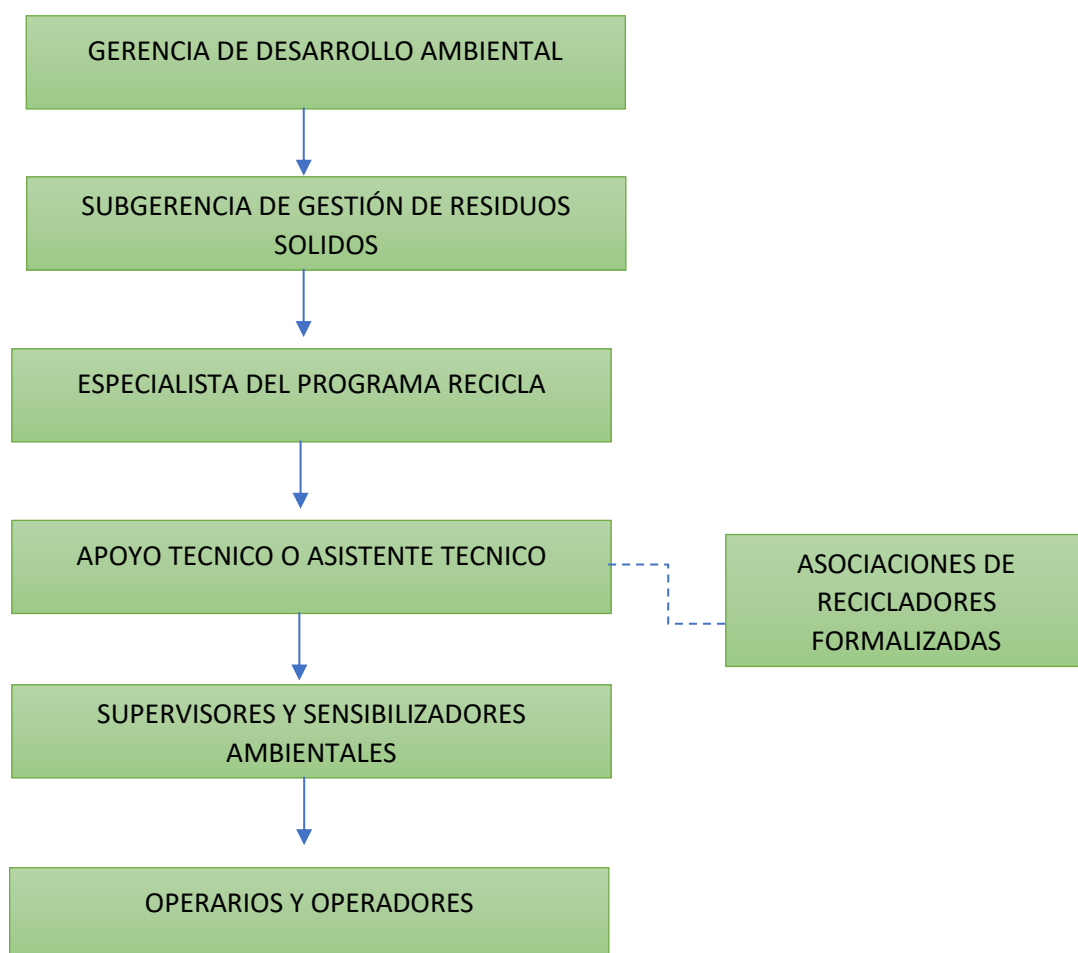 GERENCIA DE DESARROLLO AMBIENTAL
SUBGERENCIA DE GESTIÓN DE RESIDUOS
SOLIDOS
ESPECIALISTA DEL PROGRAMA RECICLA
APOYO TECNICO O ASISTENTE TECNICO
ASOCIACIONES DE
RECICLADORES
FORMALIZADAS
SUPERVISORES Y SENSIBILIZADORES
AMBIENTALES
OPERARIOS Y OPERADORES